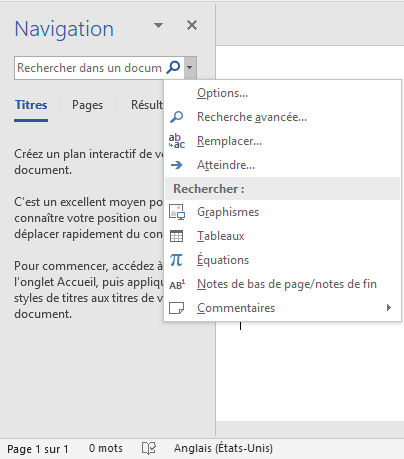 Navigation
Rechercher dans un docum
Titres Pages Résult
Options...
Recherche avancée...
Remplacer...
Atteindre...
Rechercher :
Graphismes
Tableaux
Équations
Notes de bas de page/notes de fin
Commentaires
Créez un plan interactif de v
document.
C'est un excellent moyen po
connaître votre position ou
déplacer rapidement du con
Pour commencer, accédez à
l'onglet Accueil, puis appliqu
styles de titres aux titres de v
document.
Page 1 sur 1 0 mots Anglais (États-Unis)